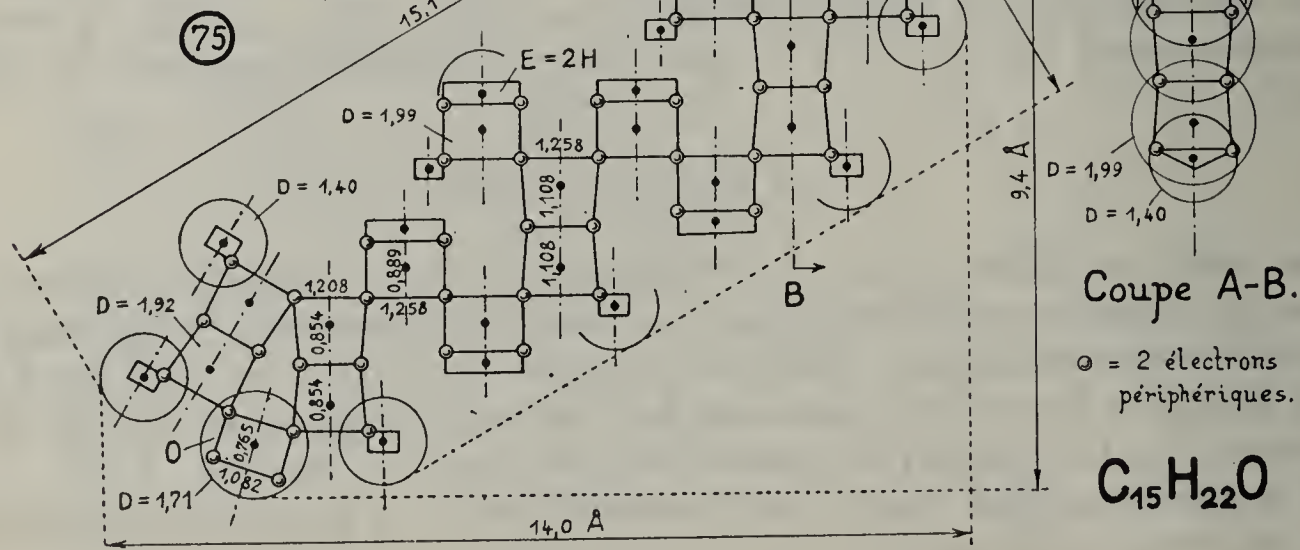 75
15,1
E = 2H
D = 1,99
1,258
1,108
1,108
D = 1,40
0,889
1,208
1,258
D = 1,92
0,854
0,854
O
0,765
1,082
D = 1,71
14,0 Å
B
9,4 Å
D = 1,99
D = 1,40
Coupe A-B.
= 2 électrons
périphériques.
C₁₅H₂₂O